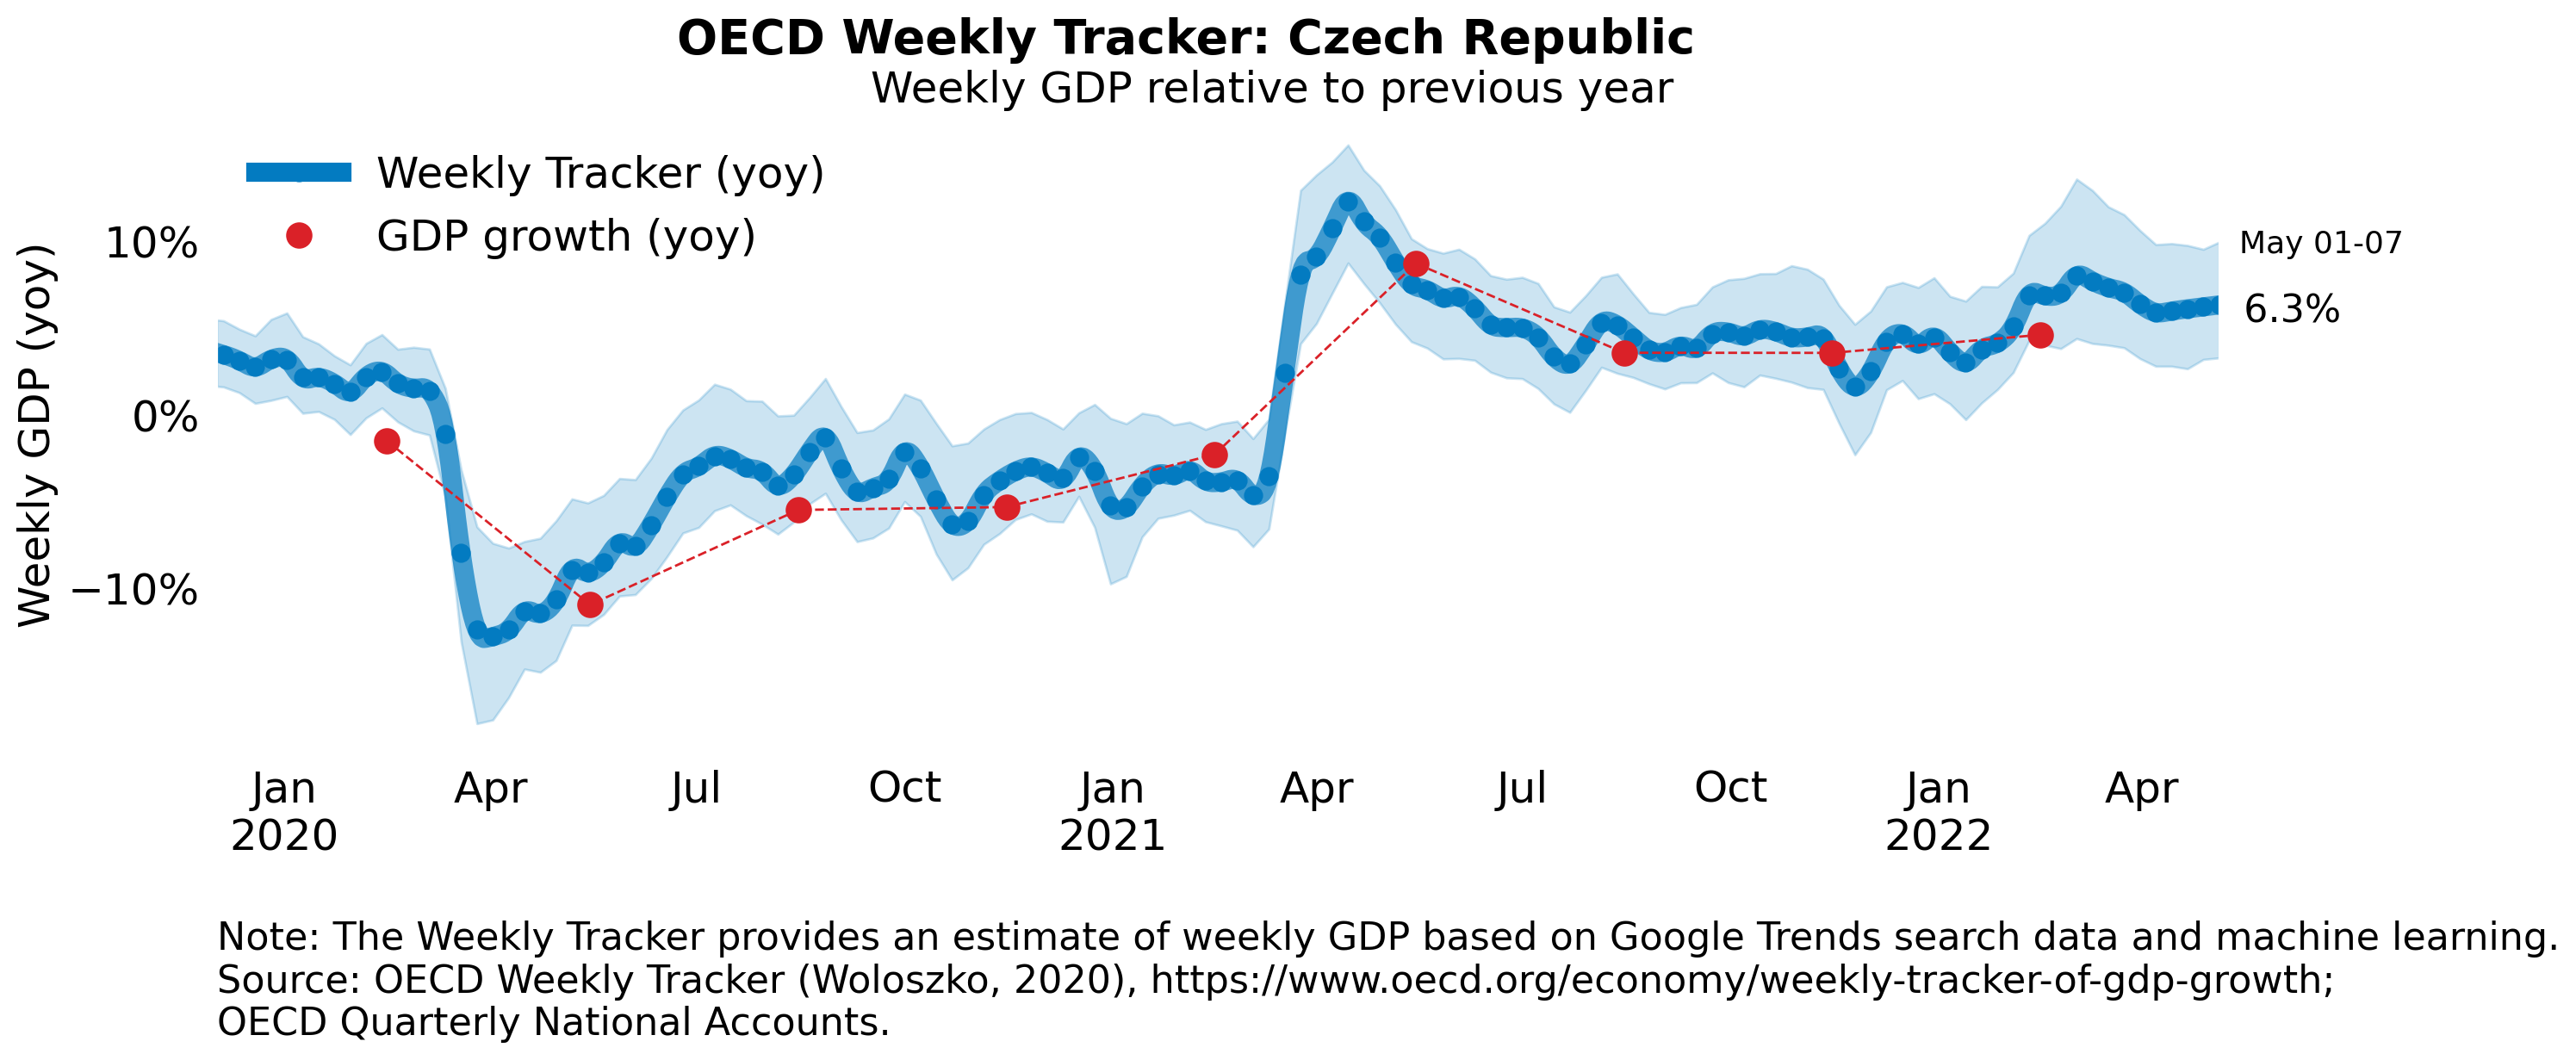 OECD Weekly Tracker: Czech Republic
Weekly GDP relative to previous year
Weekly Tracker (yoy)
GDP growth (yoy)
Weekly GDP (yoy)
10%
0%
−10%
May 01-07
6.3%
Jan Apr Jul Oct Jan Apr Jul Oct Jan Apr
2020 2021 2022
Note: The Weekly Tracker provides an estimate of weekly GDP based on Google Trends search data and machine learning.
Source: OECD Weekly Tracker (Woloszko, 2020), https://www.oecd.org/economy/weekly-tracker-of-gdp-growth;
OECD Quarterly National Accounts.